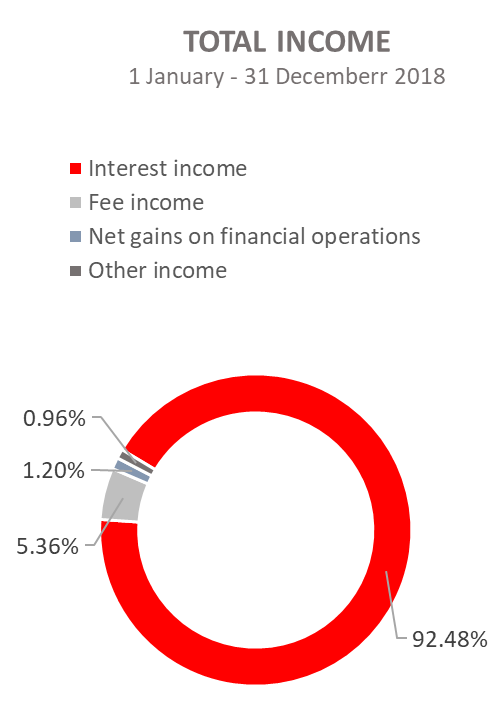 TOTAL INCOME
1 January - 31 Decemberr 2018
Interest income
Fee income
Net gains on financial operations
Other income
0.96%
1.20%
5.36%
92.48%